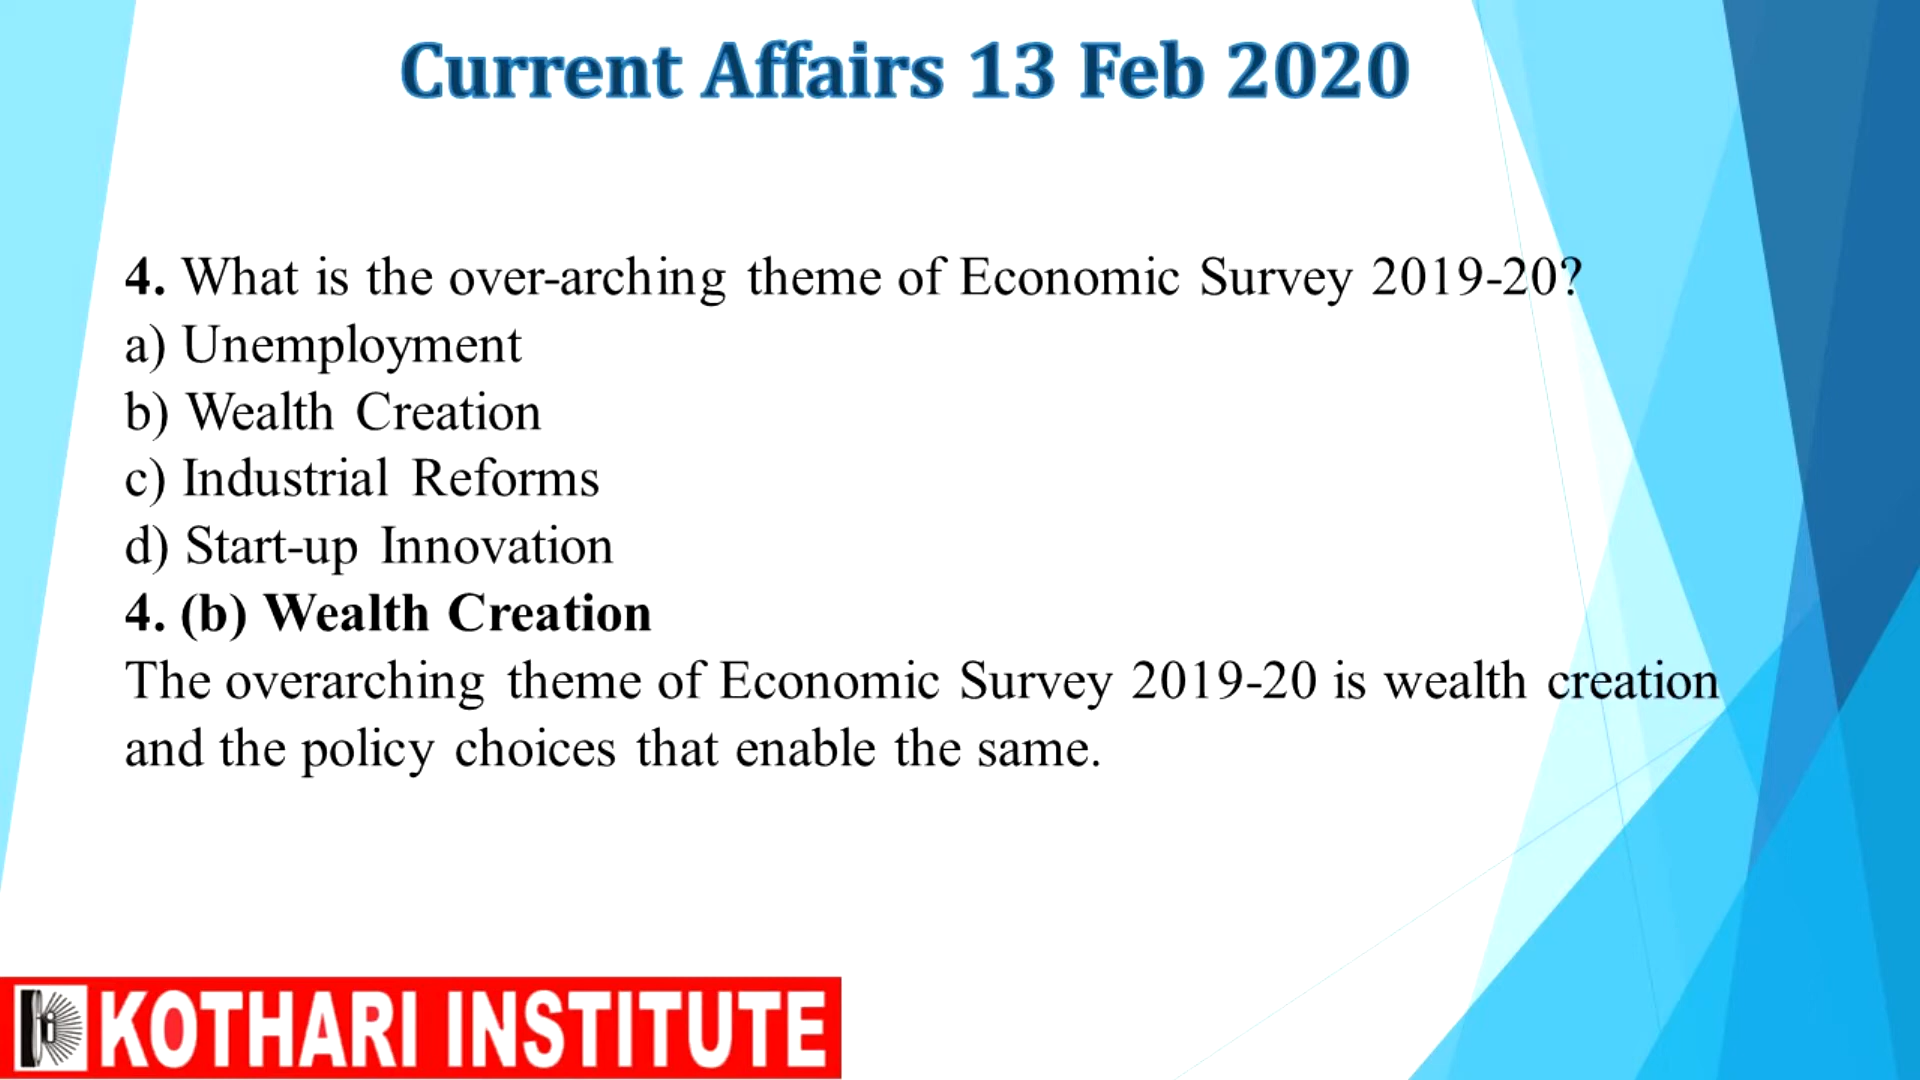 Current Affairs 13 Feb 2020
4. What is the over-arching theme of Economic Survey 2019-20?
a) Unemployment
b) Wealth Creation
c) Industrial Reforms
d) Start-up Innovation
4. (b) Wealth Creation
The overarching theme of Economic Survey 2019-20 is wealth creation
and the policy choices that enable the same.
KOTHARI INSTITUTE